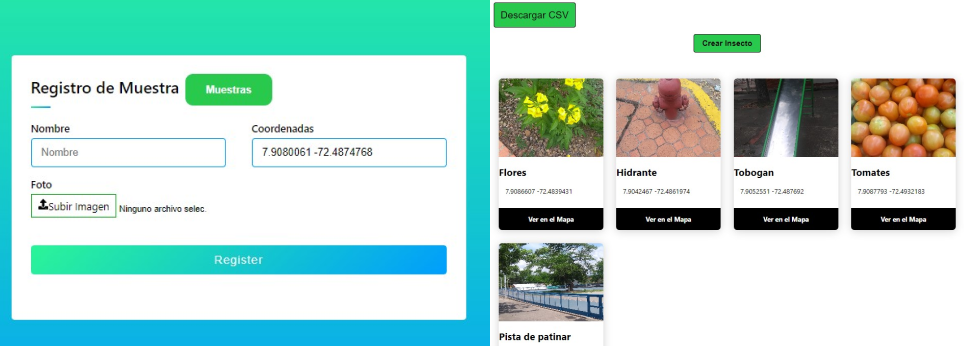 Registro de Muestra
Muestras
Nombre
Coordenadas
Nombre
7.9080061 -72.4874768
Foto
Subir Imagen
Ninguno archivo selec.
Register
Descargar CSV
Crear Insecto
Flores
7.9086607 -72.4839431
Ver en el Mapa
Hidrante
7.9042467 -72.4861974
Ver en el Mapa
Tobogan
7.9052551 -72.487692
Ver en el Mapa
Tomates
7.9087793 -72.4932183
Ver en el Mapa
Pista de patinar